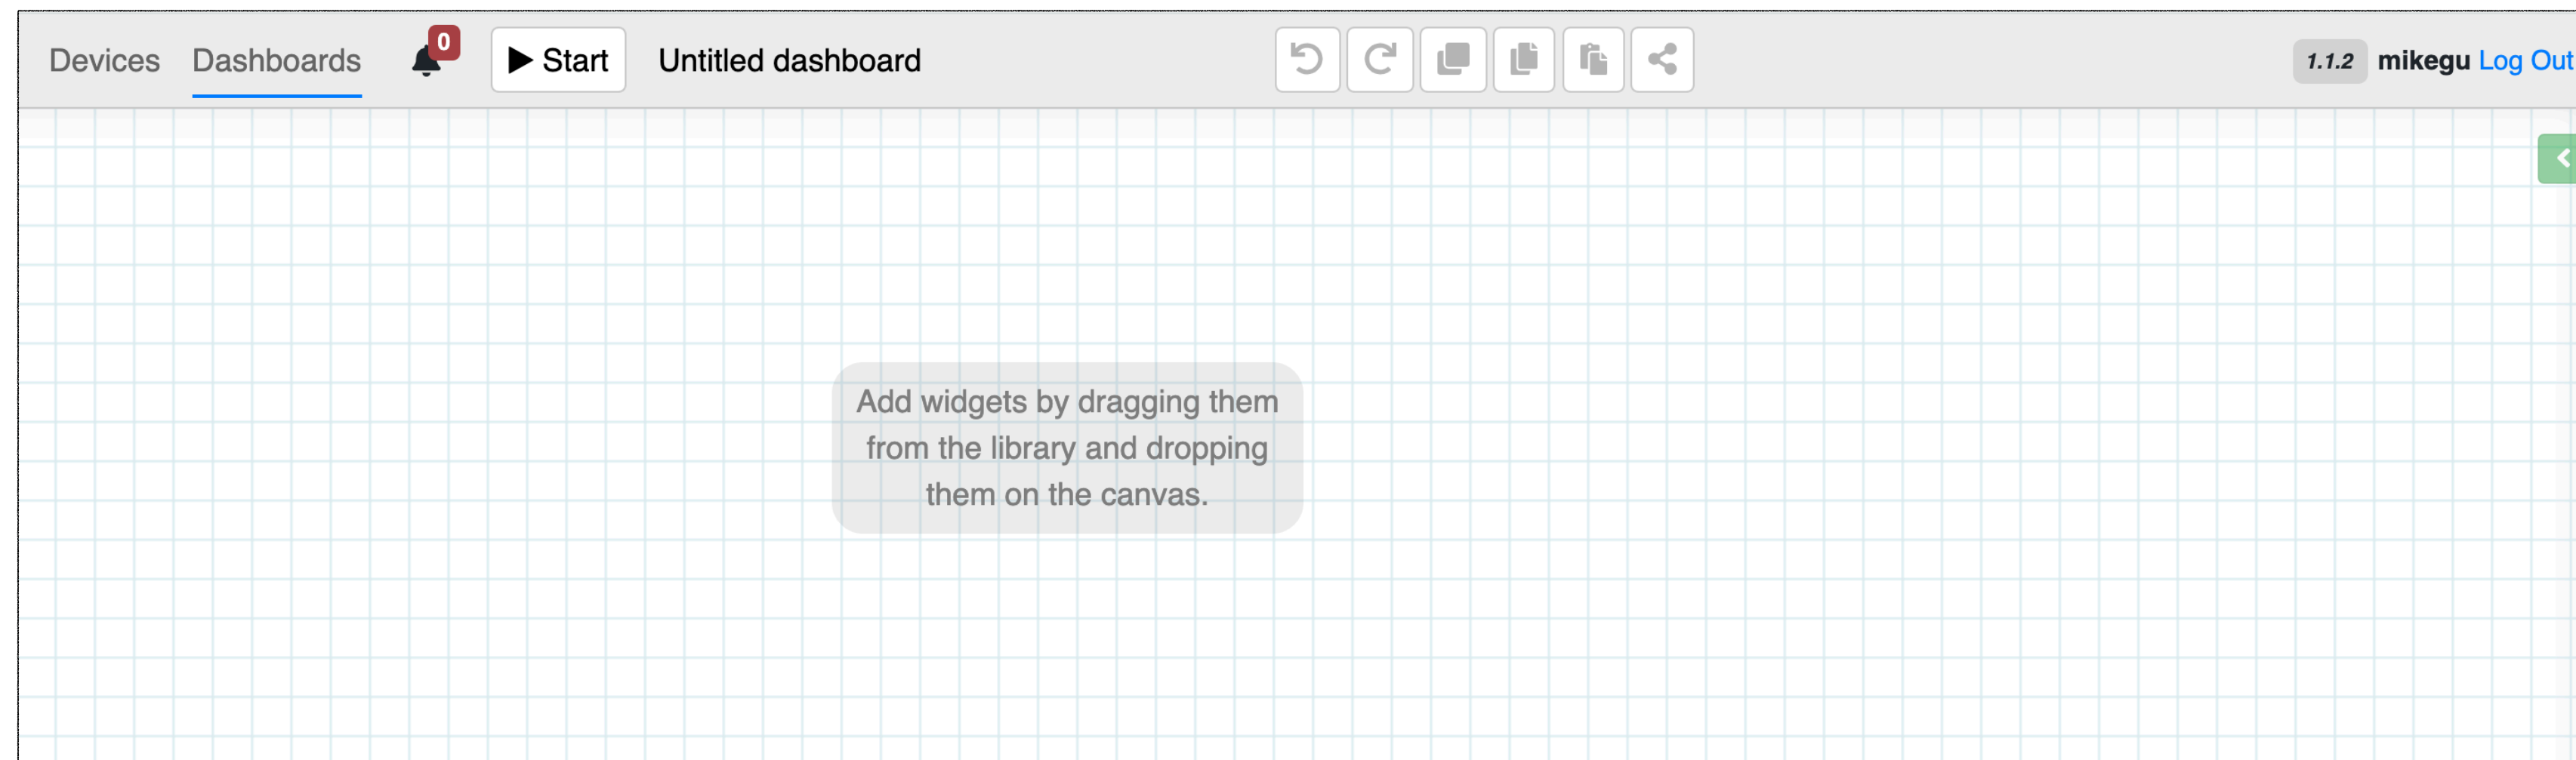 Devices Dashboards 0 Start Untitled dashboard 1.1.2 mikegu Log Out
Add widgets by dragging them
from the library and dropping
them on the canvas.